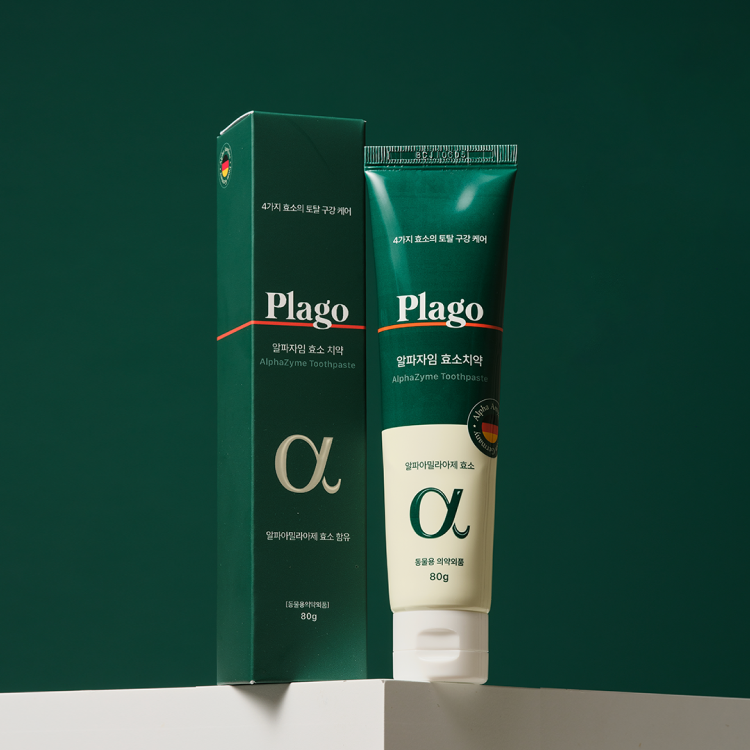 4가지 효소의 토탈 구강 케어
Plago
알파자임 효소 치약
AlphaZyme Toothpaste
α
알파아밀라아제 효소 함유
[동물용의약외품]
80g
4가지 효소의 토탈 구강 케어
Plago
알파자임 효소치약
AlphaZyme Toothpaste
Alpha
Germany
알파아밀라아제 효소
α
동물용 의약외품
80g